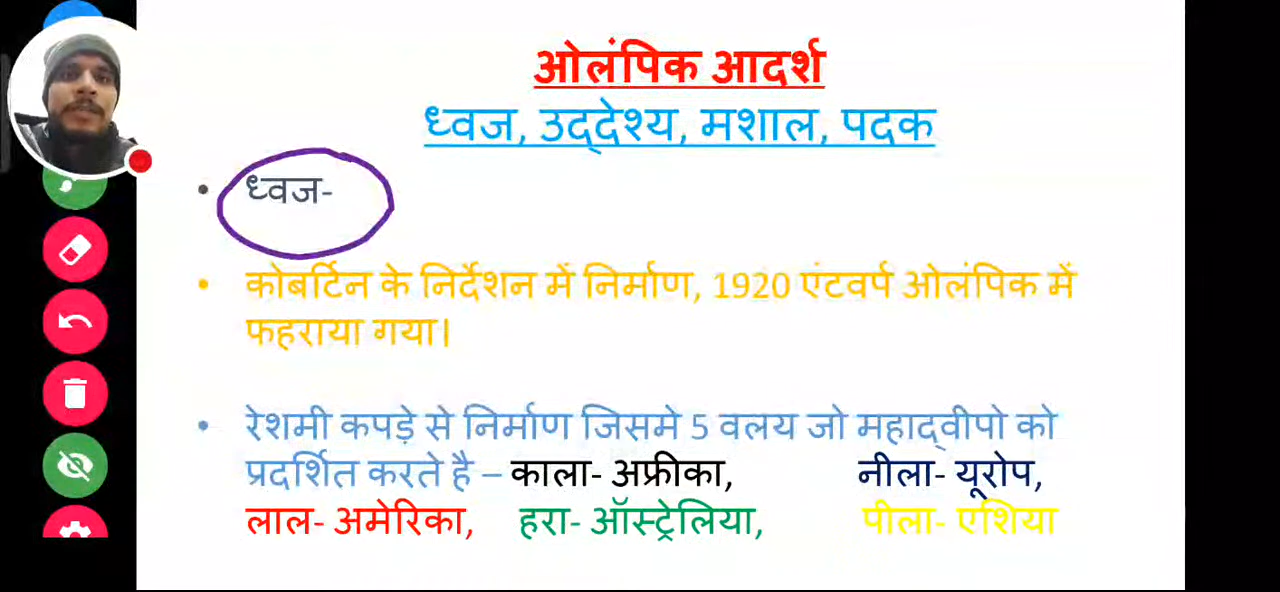 ओलंपिक आदर्श
ध्वज, उद्देश्य, मशाल, पदक
• ध्वज-
• कोबर्टिन के निर्देशन में निर्माण, 1920 एंटवर्प ओलंपिक में
फहराया गया।
• रेशमी कपड़े से निर्माण जिसमे 5 वलय जो महाद्वीपो को
प्रदर्शित करते है – काला- अफ्रीका, नीला- यूरोप,
लाल- अमेरिका, हरा- ऑस्ट्रेलिया, पीला- एशिया